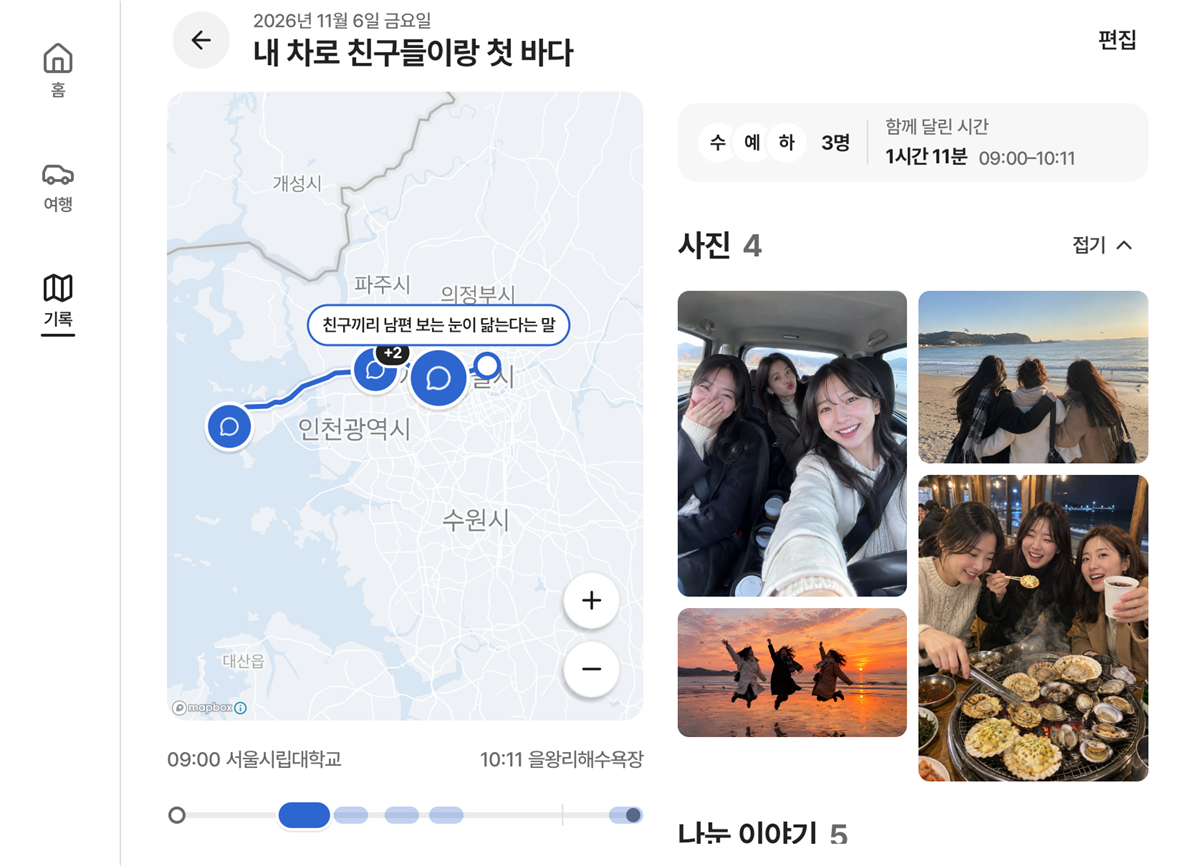 홈
여행
기록
2026년 11월 6일 금요일
내 차로 친구들이랑 첫 바다
편집
개성시
파주시
의정부시
친구끼리 남편 보는 눈이 닮는다는 말
+2
인천광역시
수원시
대산읍
+
−
mapbox
09:00 서울시립대학교
10:11 을왕리해수욕장
수 예 하 3명
함께 달린 시간
1시간 11분 09:00–10:11
사진 4
접기
나눈 이야기 5